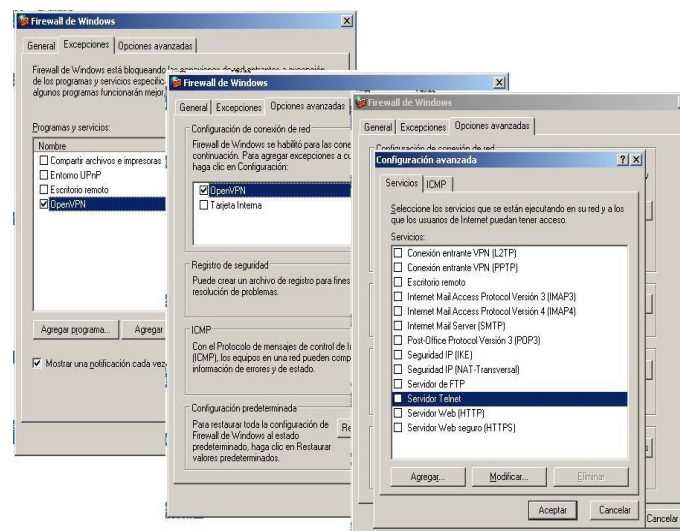 Firewall de Windows
General
Excepciones
Opciones avanzadas
Firewall de Windows está bloqueando
de los programas y servicios especific
algunos programas funcionarán mejor,
Programas y servicios:
Nombre
Compartir archivos e impresoras
Entorno UPnP
Escritorio remoto
OpenVPN
Agregar programa...
Agregar
Mostrar una notificación cada vez
Firewall de Windows
General
Excepciones
Opciones avanzadas
Configuración de conexión de red
Firewall de Windows se habilitó para las cone
continuación. Para agregar excepciones a cu
haga clic en Configuración:
OpenVPN
Tarjeta Interna
Registro de seguridad
Puede crear un archivo de registro para fines
resolución de problemas.
ICMP
Con el Protocolo de mensajes de control de I
(ICMP), los equipos en una red pueden comp
información de errores y de estado.
Configuración predeterminada
Para restaurar toda la configuración de
Firewall de Windows al estado
predeterminado, haga clic en Restaurar
valores predeterminados.
Re
Firewall de Windows
General
Excepciones
Opciones avanzadas
Configuración de conexión de red
Configuración avanzada
Servicios
ICMP
Seleccione los servicios que se están ejecutando en su red y a los
que los usuarios de Internet puedan tener acceso.
Servicios:
Conexión entrante VPN (L2TP)
Conexión entrante VPN (PPTP)
Escritorio remoto
Internet Mail Access Protocol Versión 3 (IMAP3)
Internet Mail Access Protocol Versión 4 (IMAP4)
Internet Mail Server (SMTP)
Post-Office Protocol Versión 3 (POP3)
Seguridad IP (IKE)
Seguridad IP (NAT-Transversal)
Servidor de FTP
Servidor Telnet
Servidor Web (HTTP)
Servidor Web seguro (HTTPS)
Agregar...
Modificar...
Eliminar
Aceptar
Cancelar
Cancelar